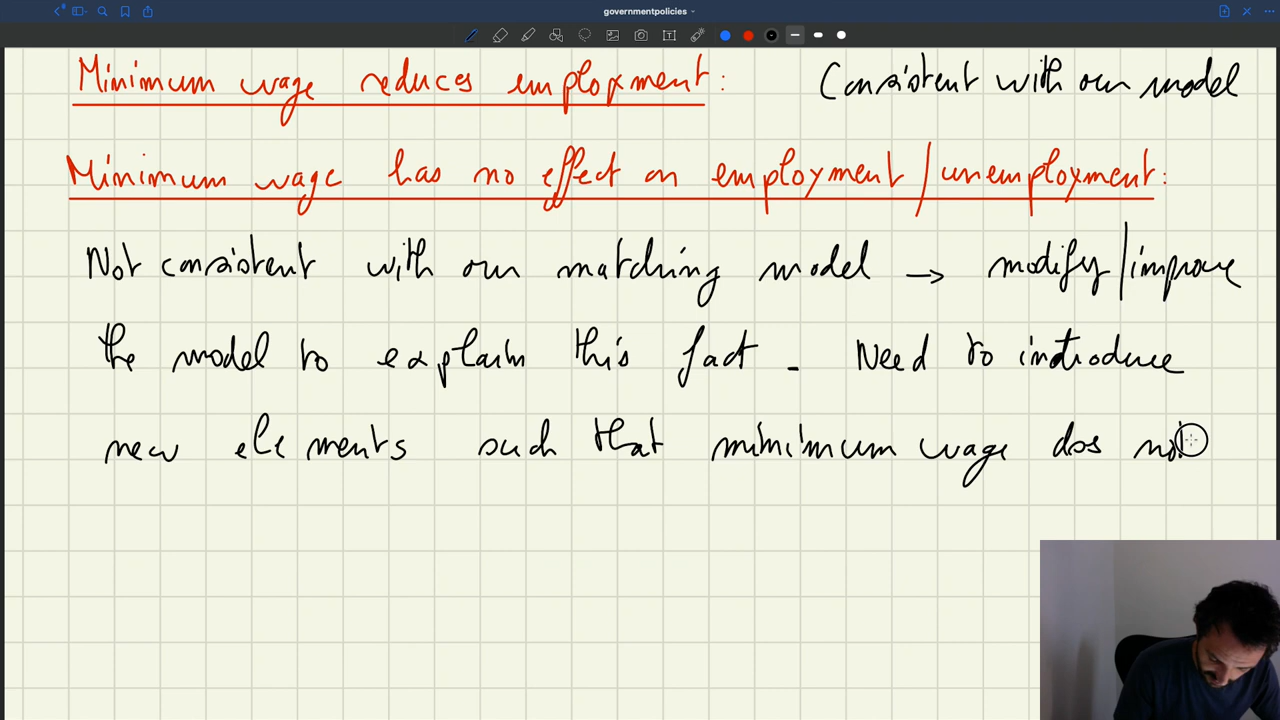 governmentpolicies
Minimum wage reduces employment: Consistent with our model
Minimum wage has no effect on employment/unemployment:
Not consistent with our matching model → modify/improve
the model to explain this fact. Need to introduce
new elements such that minimum wage dos not